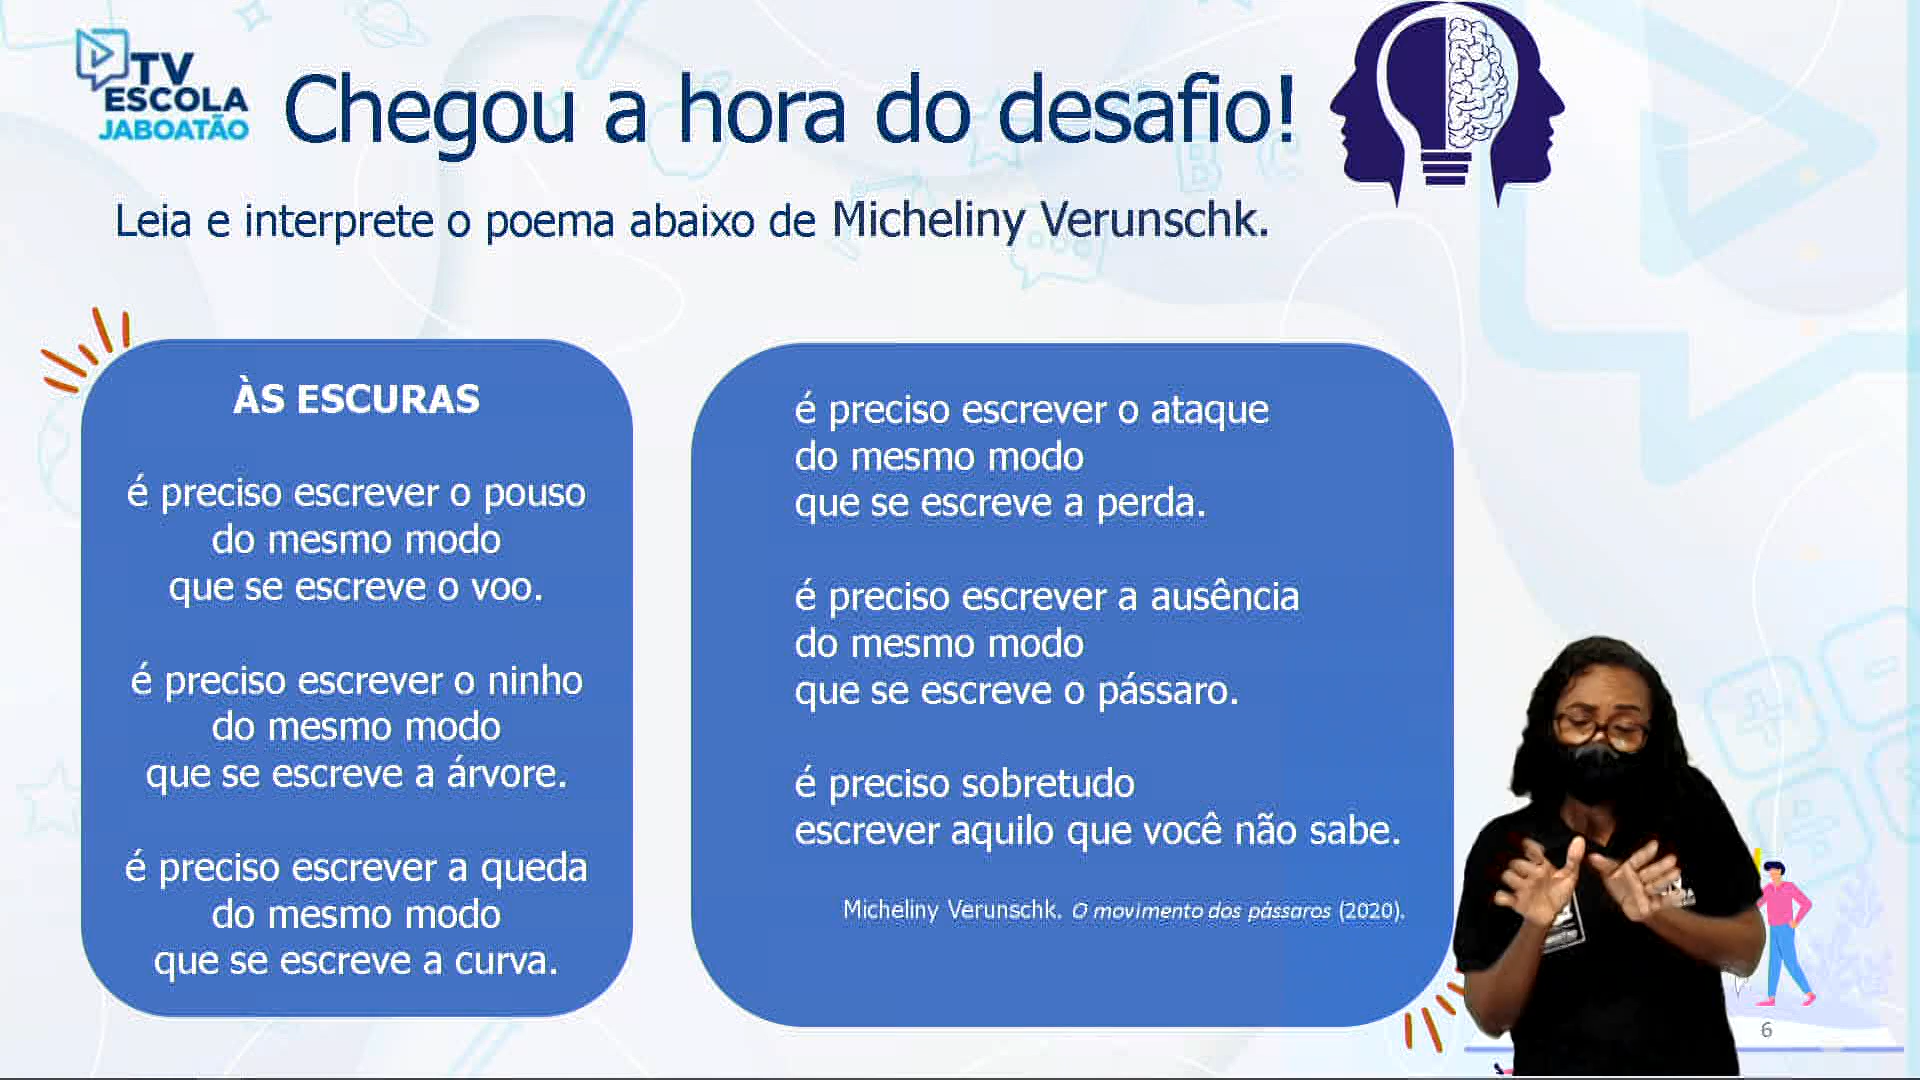 TV
ESCOLA
JABOATÃO
Chegou a hora do desafio!
Leia e interprete o poema abaixo de Micheliny Verunschk.
ÀS ESCURAS
é preciso escrever o pouso
do mesmo modo
que se escreve o voo.
é preciso escrever o ninho
do mesmo modo
que se escreve a árvore.
é preciso escrever a queda
do mesmo modo
que se escreve a curva.
é preciso escrever o ataque
do mesmo modo
que se escreve a perda.
é preciso escrever a ausência
do mesmo modo
que se escreve o pássaro.
é preciso sobretudo
escrever aquilo que você não sabe.
Micheliny Verunschk. O movimento dos pássaros (2020).
6